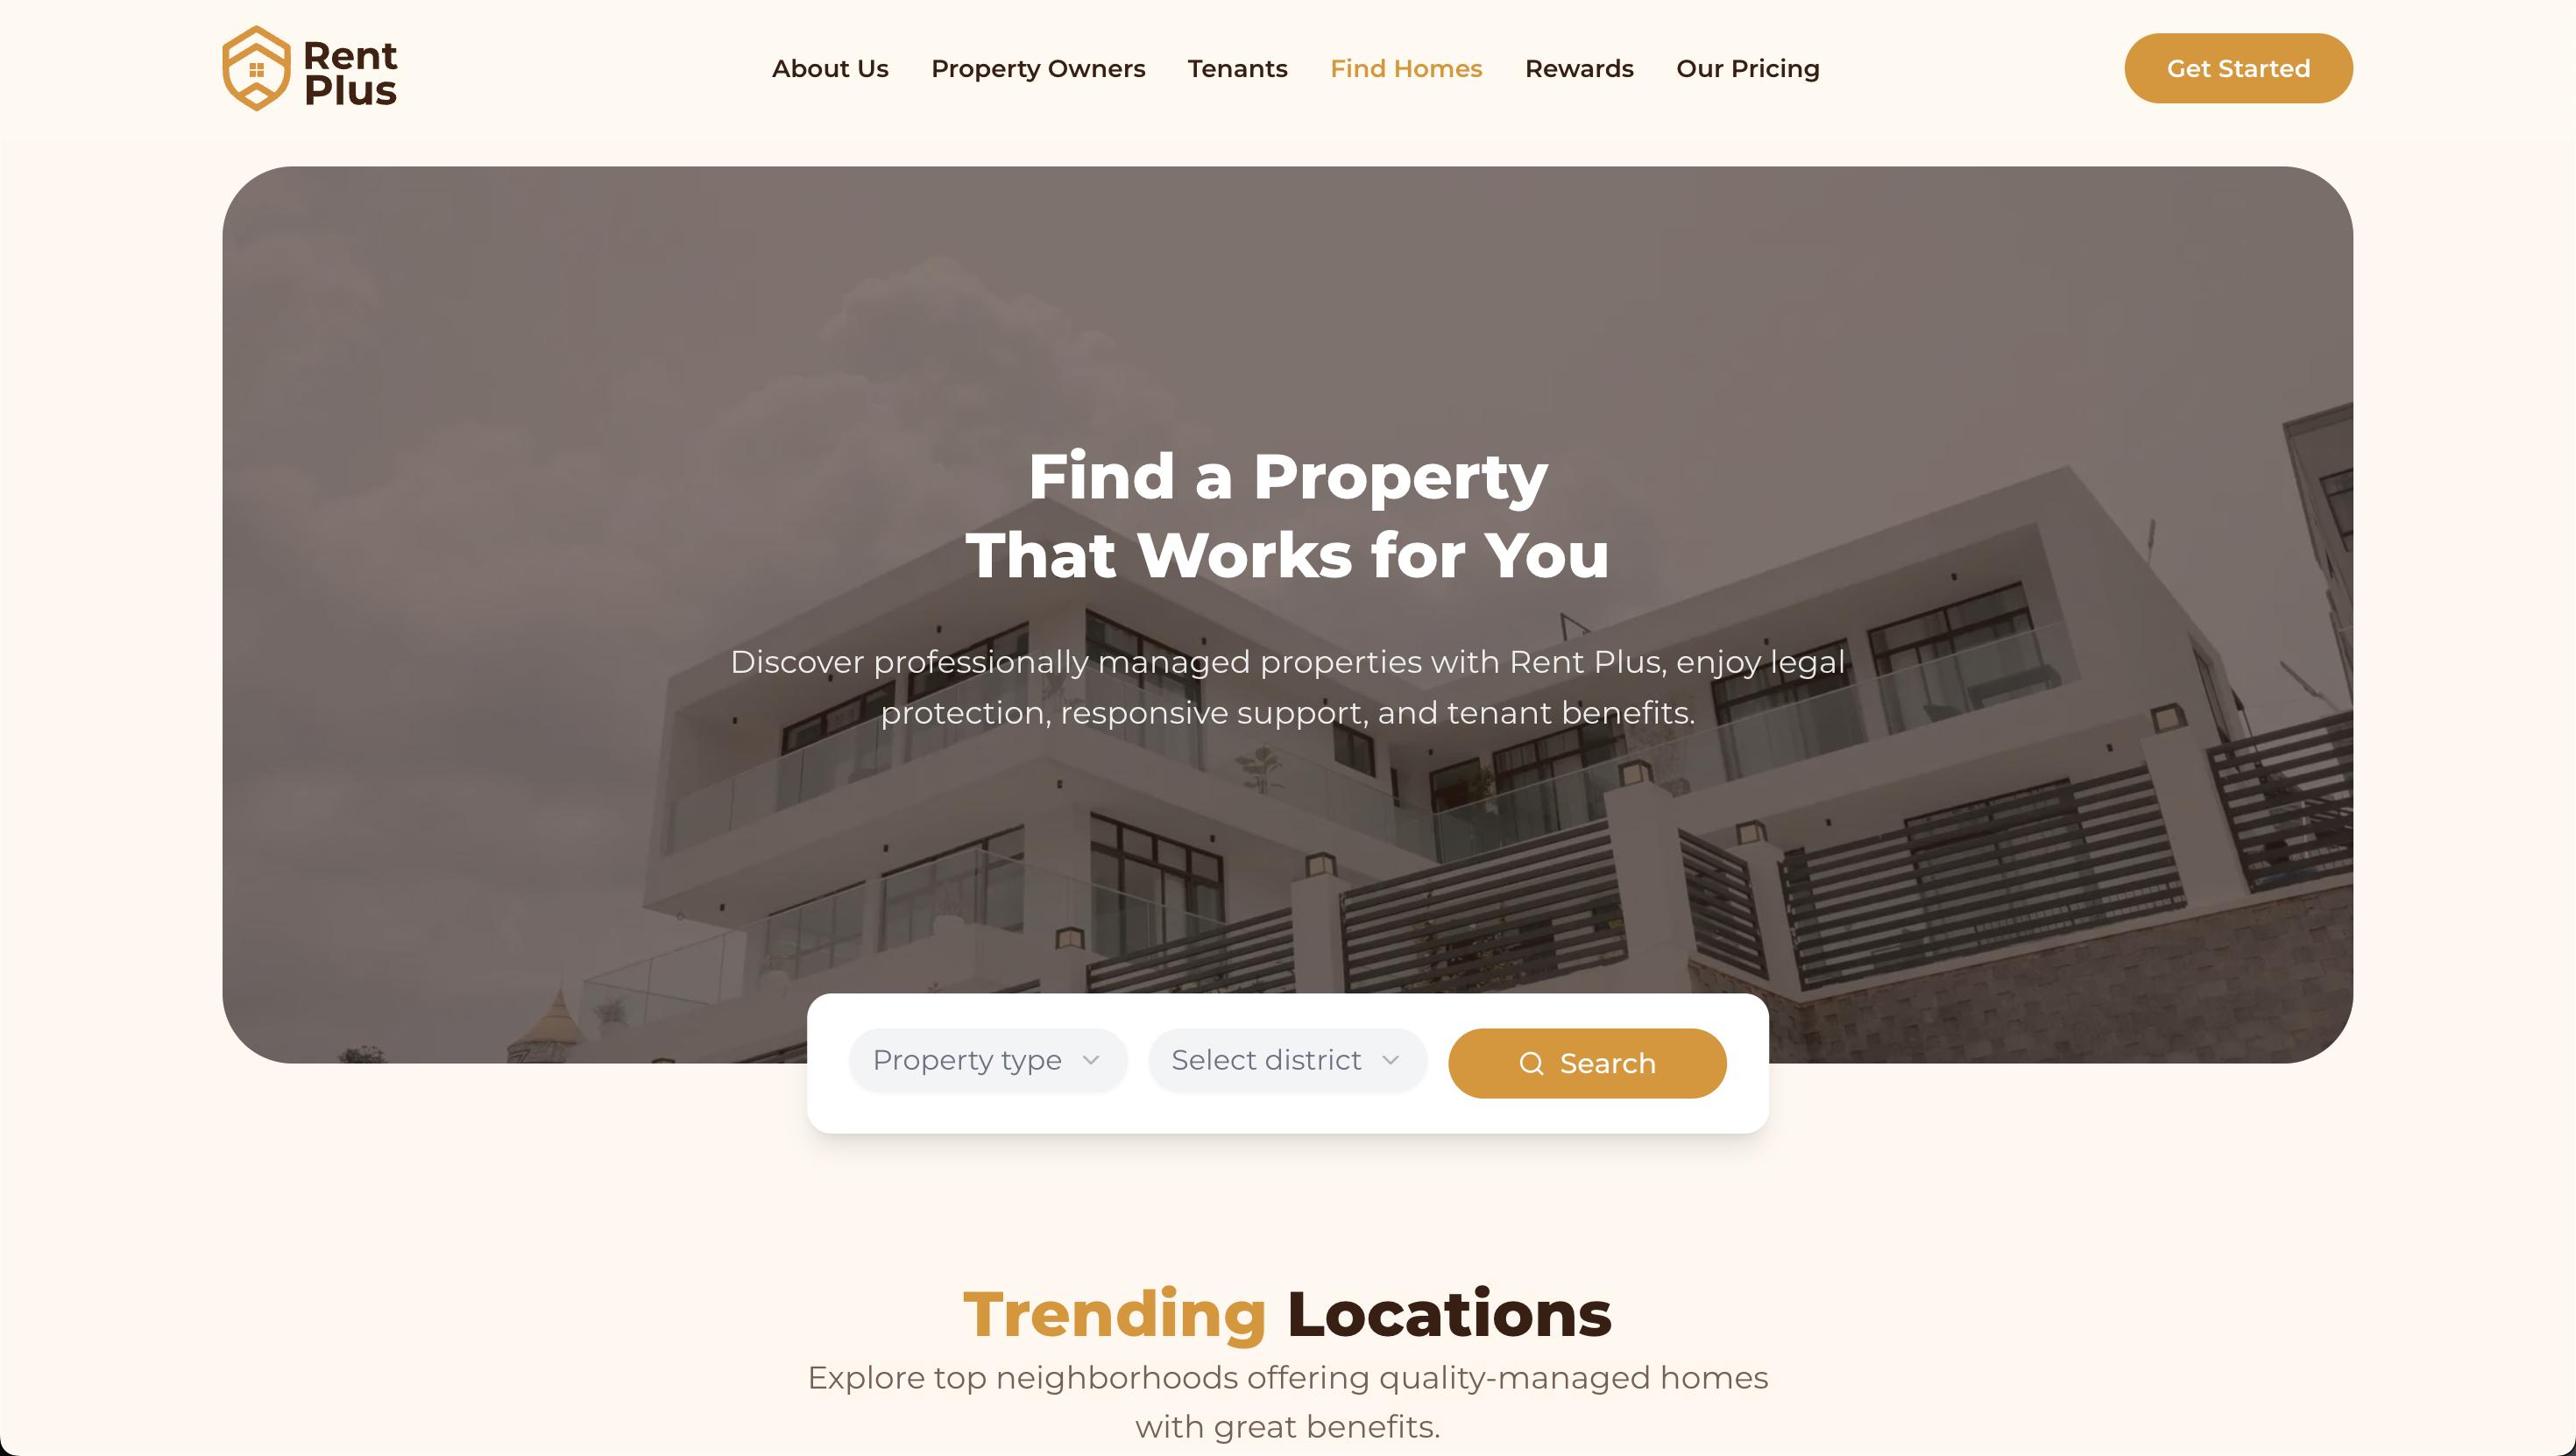 Rent
Plus
About Us
Property Owners
Tenants
Find Homes
Rewards
Our Pricing
Get Started
Find a Property
That Works for You
Discover professionally managed properties with Rent Plus, enjoy legal
protection, responsive support, and tenant benefits.
Property type
Select district
Search
Trending Locations
Explore top neighborhoods offering quality-managed homes
with great benefits.